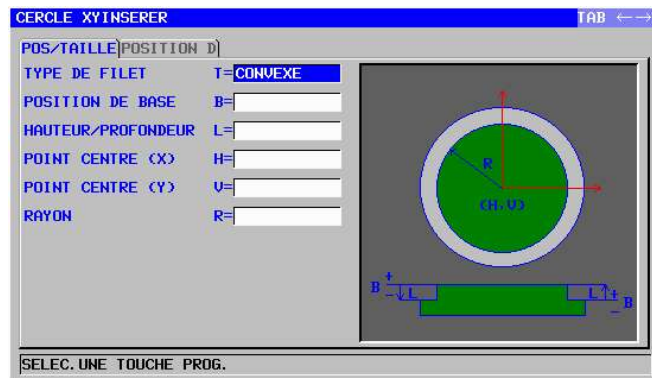 CERCLE XYINSERER TAB ←→
POS/TAILLE POSITION D
TYPE DE FILET T=CONVEXE
POSITION DE BASE B=
HAUTEUR/PROFONDEUR L=
POINT CENTRE (X) H=
POINT CENTRE (Y) V=
RAYON R=
R
(H,V)
B + - L L + - B
SELEC.UNE TOUCHE PROG.